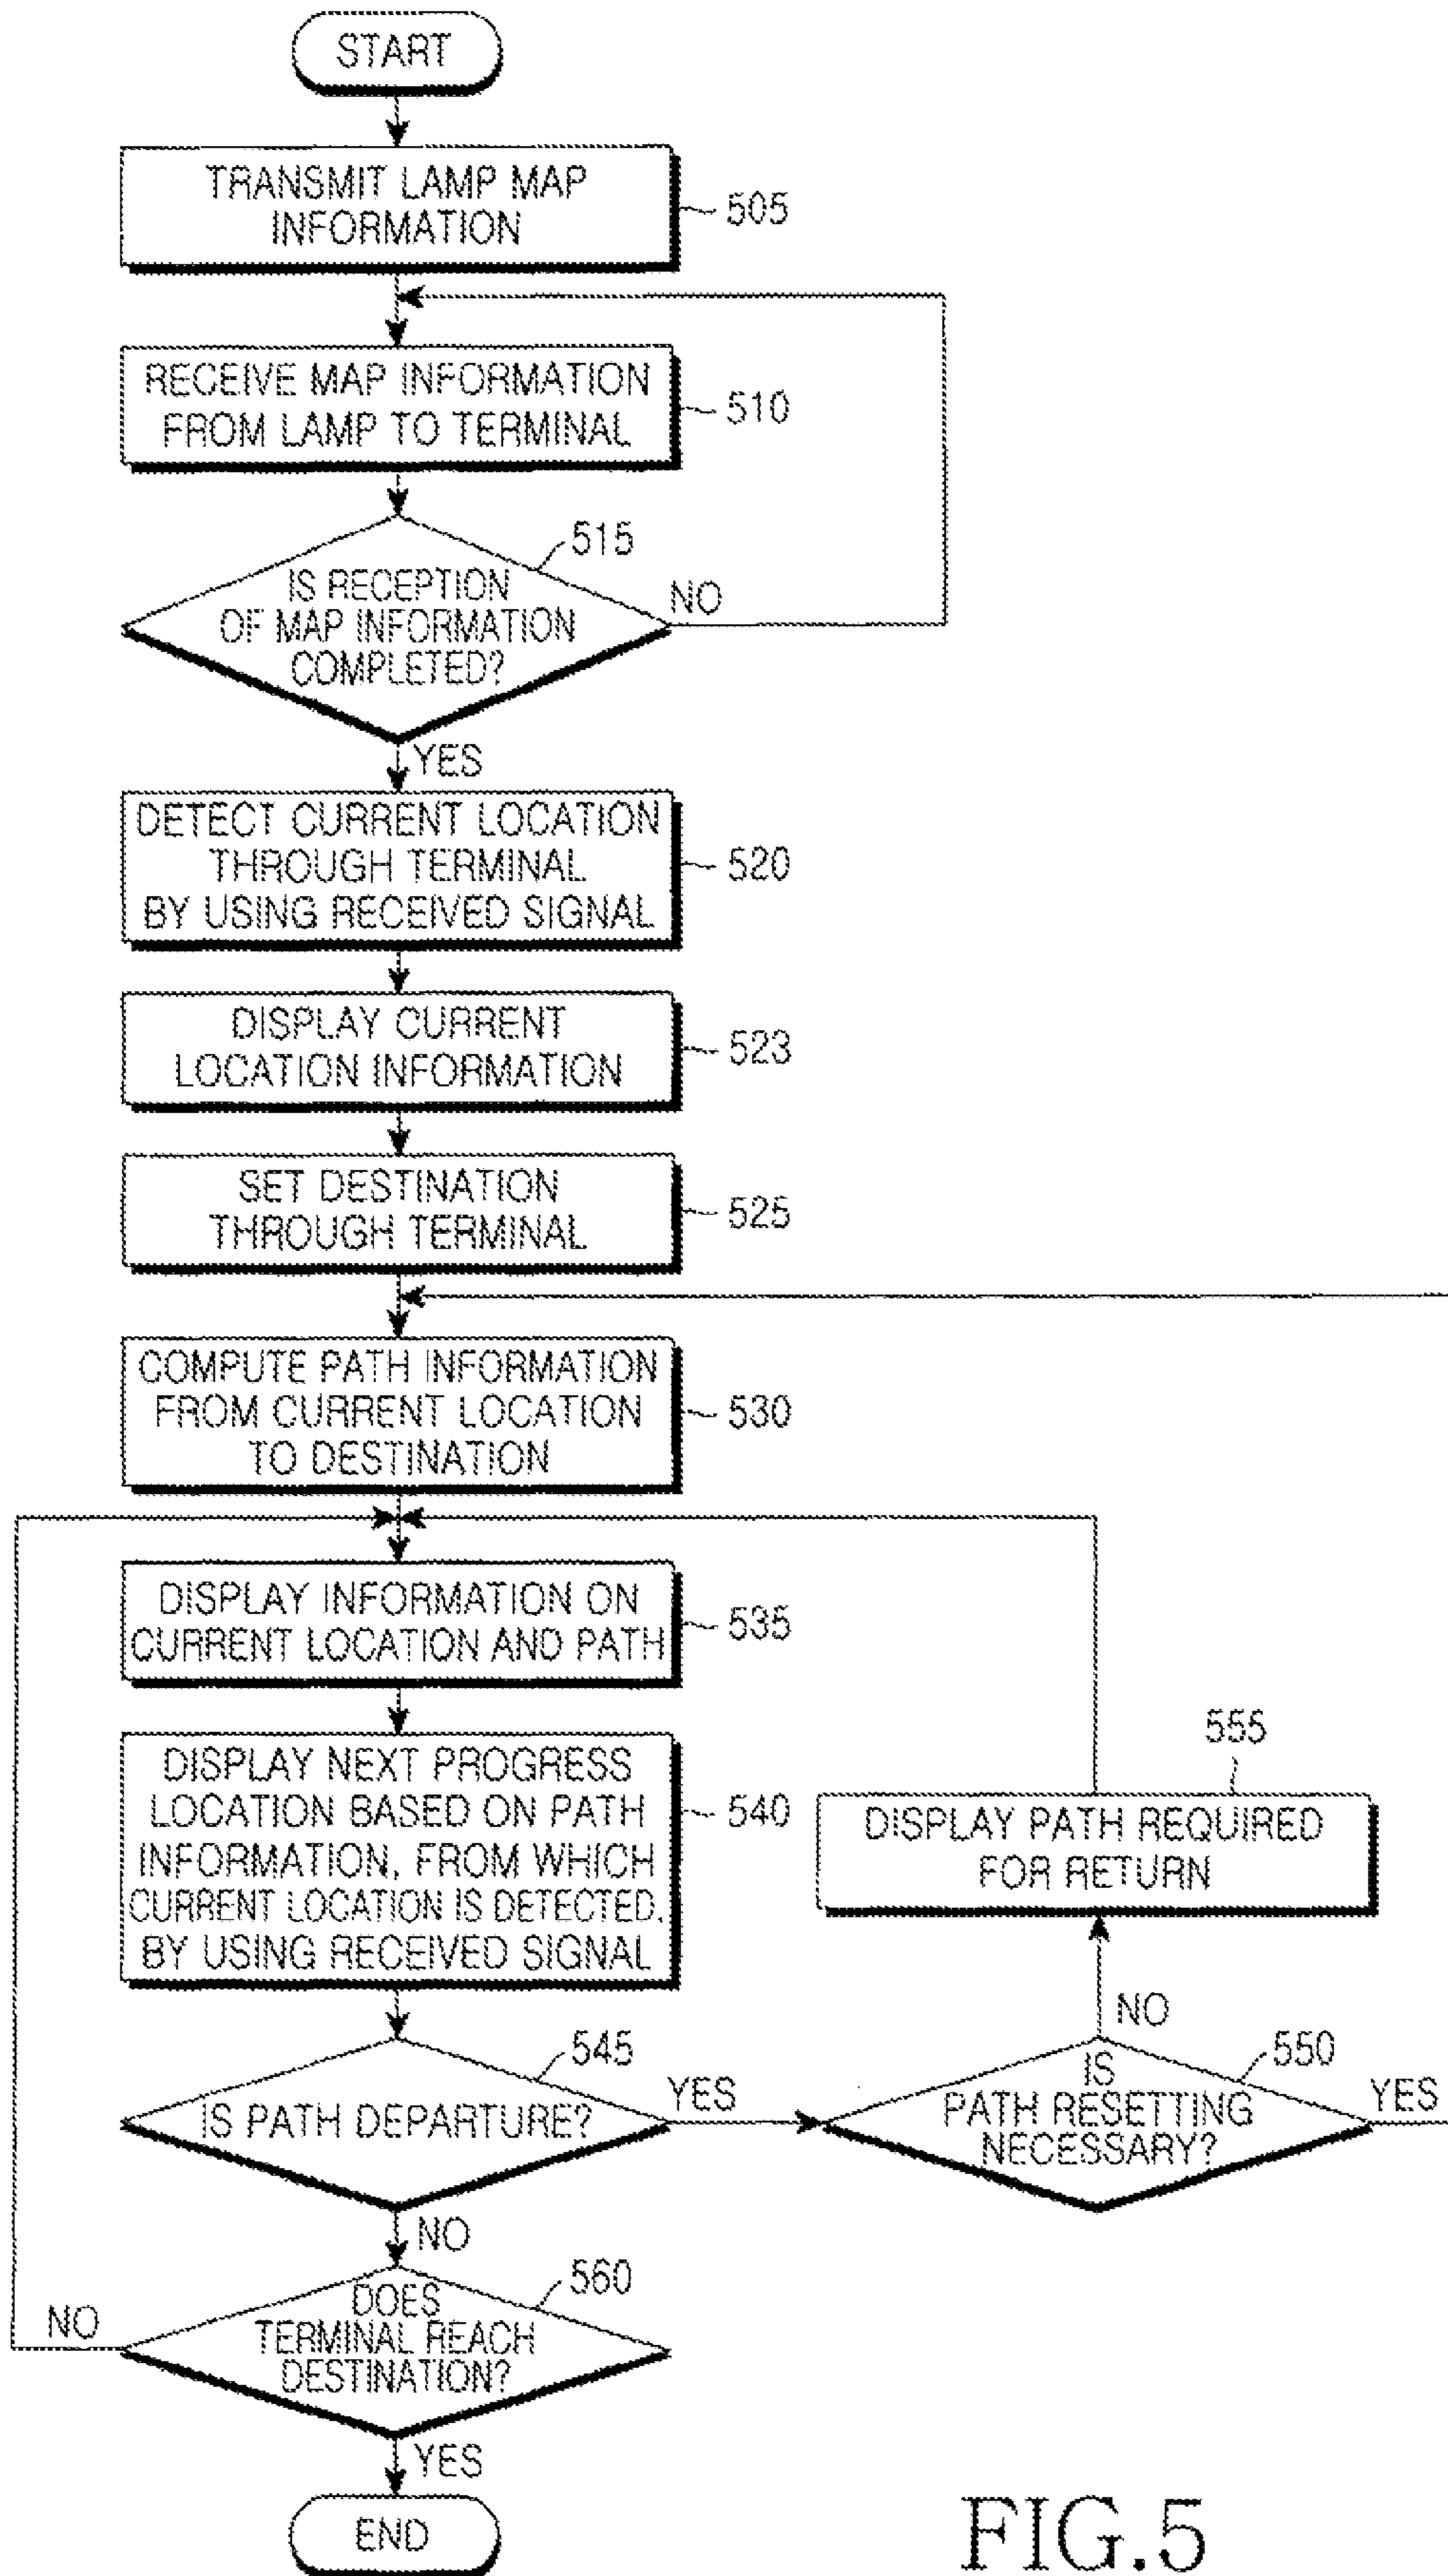 START
TRANSMIT LAMP MAP
INFORMATION
505
RECEIVE MAP INFORMATION
FROM LAMP TO TERMINAL
510
515
IS RECEPTION
OF MAP INFORMATION
COMPLETED?
NO
YES
DETECT CURRENT LOCATION
THROUGH TERMINAL
BY USING RECEIVED SIGNAL
520
DISPLAY CURRENT
LOCATION INFORMATION
523
SET DESTINATION
THROUGH TERMINAL
525
COMPUTE PATH INFORMATION
FROM CURRENT LOCATION
TO DESTINATION
530
DISPLAY INFORMATION ON
CURRENT LOCATION AND PATH
535
DISPLAY NEXT PROGRESS
LOCATION BASED ON PATH
INFORMATION, FROM WHICH
CURRENT LOCATION IS DETECTED,
BY USING RECEIVED SIGNAL
540
555
DISPLAY PATH REQUIRED
FOR RETURN
NO
545
IS PATH DEPARTURE?
YES
550
IS
PATH RESETTING
NECESSARY?
YES
NO
560
DOES
TERMINAL REACH
DESTINATION?
NO
YES
END
FIG.5